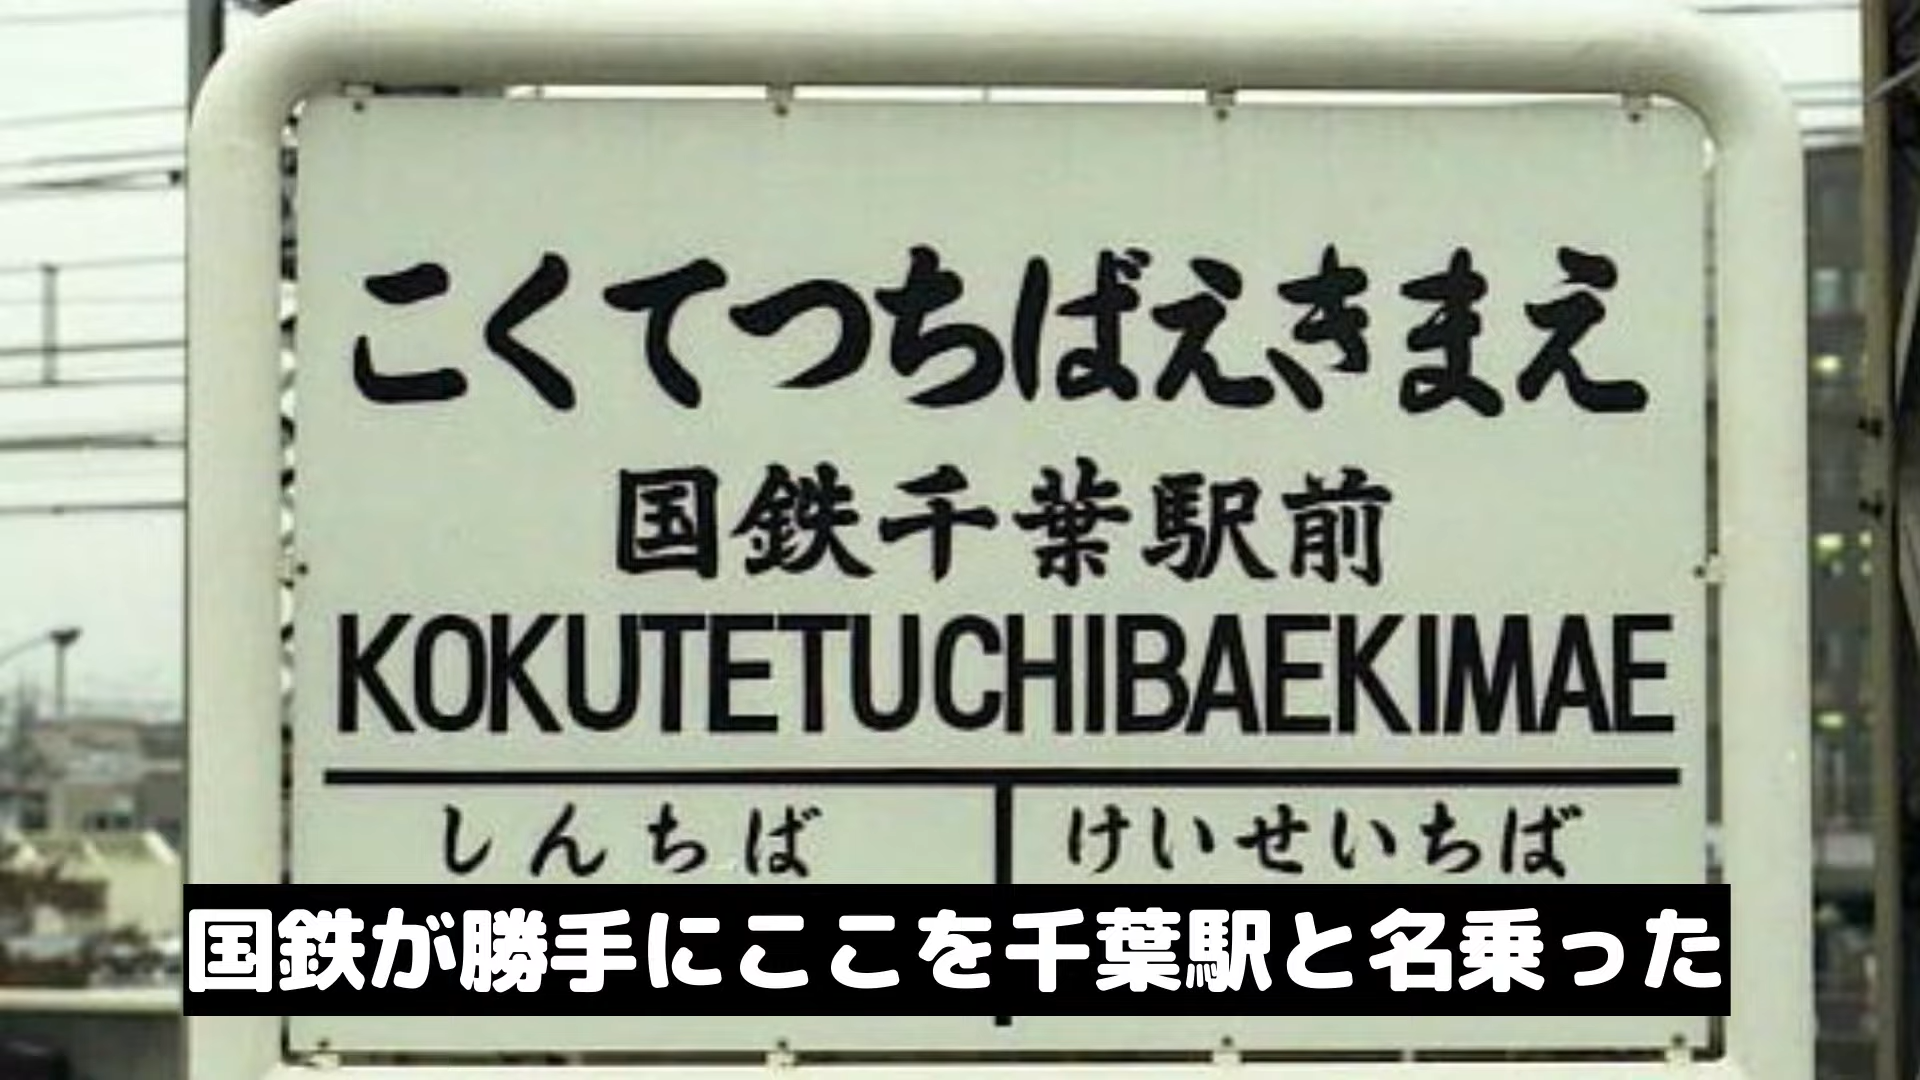 こくてつちばえきまえ
国鉄千葉駅前
KOKUTETUCHIBAEKIMAE
しんちば けいせいちば
国鉄が勝手にここを千葉駅と名乗った